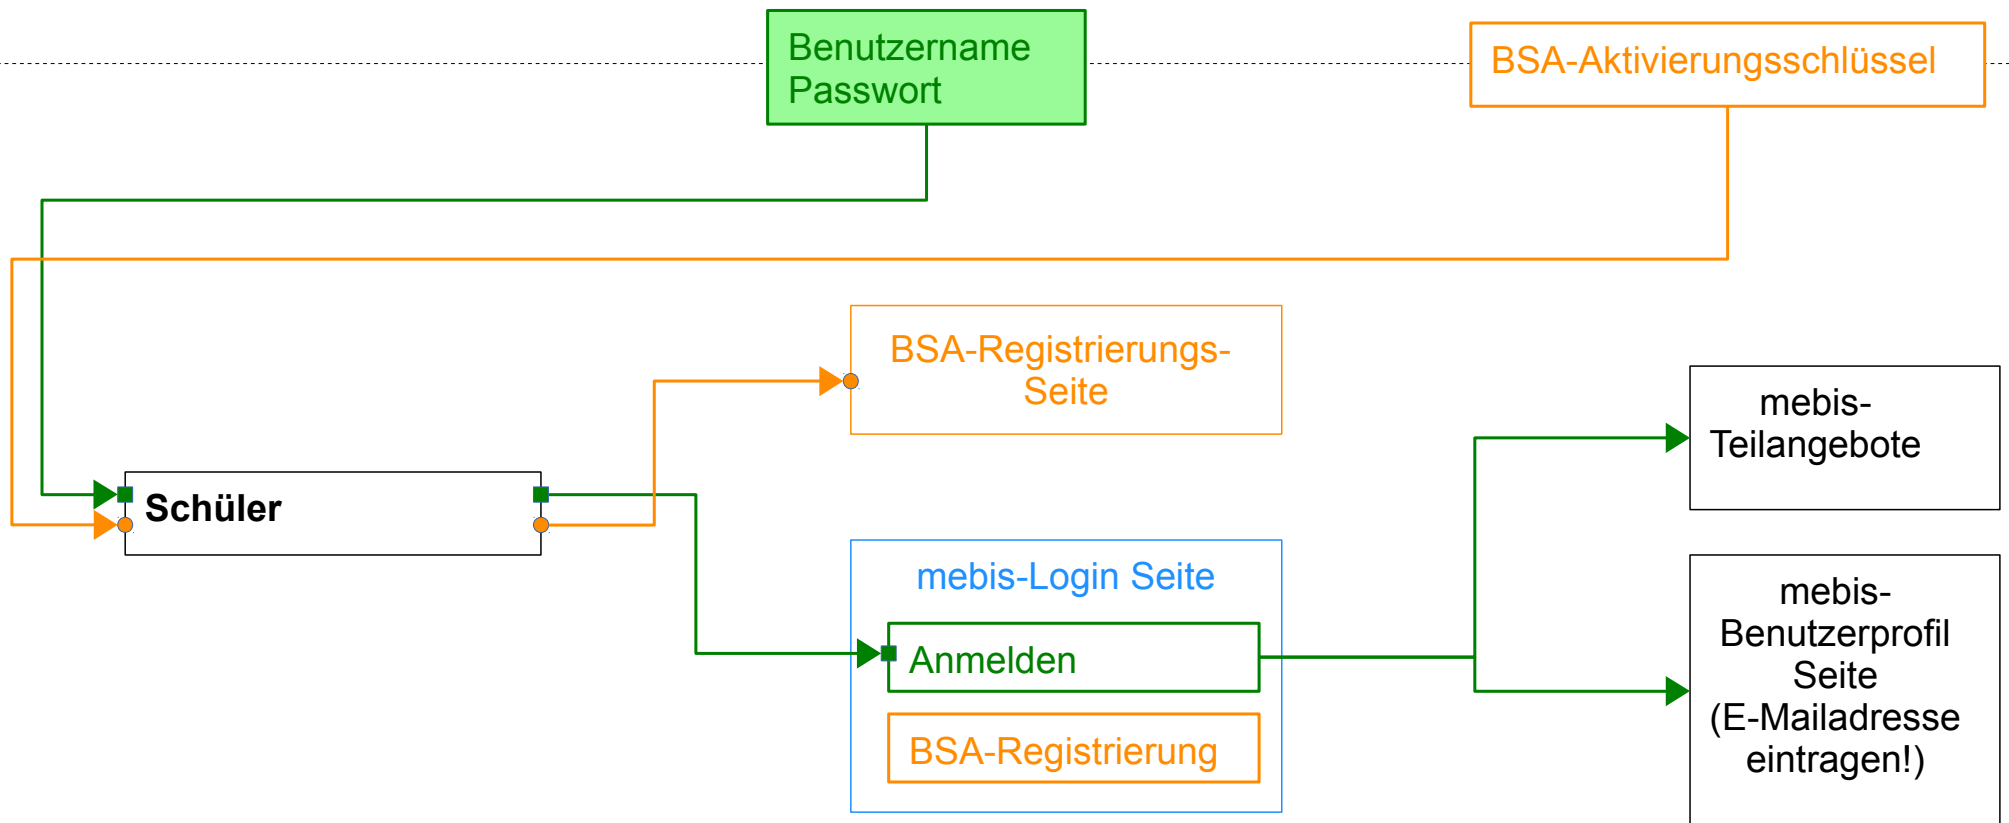 Benutzername
Passwort
BSA-Aktivierungsschlüssel
BSA-Registrierungs-
Seite
mebis-
Teilangebote
Schüler
mebis-Login Seite
Anmelden
BSA-Registrierung
mebis-
Benutzerprofil
Seite
(E-Mailadresse
eintragen!)